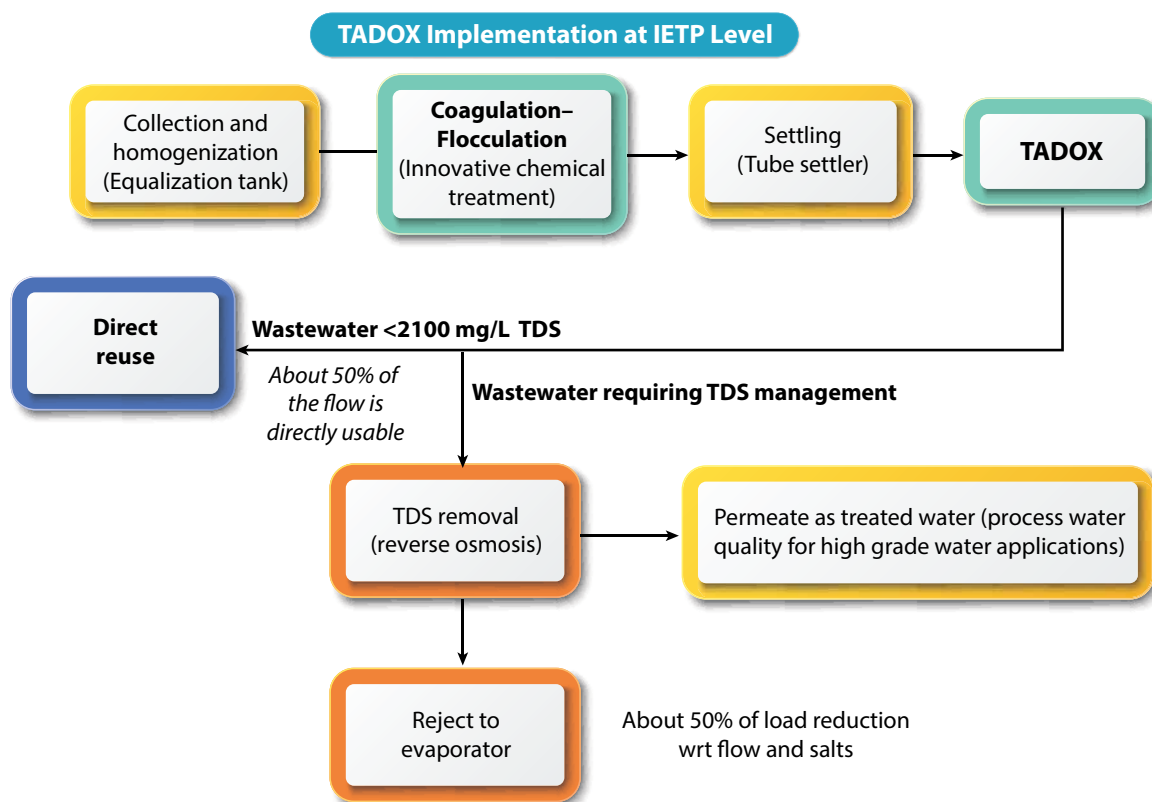 TADOX Implementation at IETP Level
Collection and
homogenization
(Equalization tank)
Coagulation–
Flocculation
(Innovative chemical
treatment)
Settling
(Tube settler)
TADOX
Direct
reuse
Wastewater <2100 mg/L TDS
About 50% of
the flow is
directly usable
Wastewater requiring TDS management
TDS removal
(reverse osmosis)
Permeate as treated water (process water
quality for high grade water applications)
Reject to
evaporator
About 50% of load reduction
wrt flow and salts